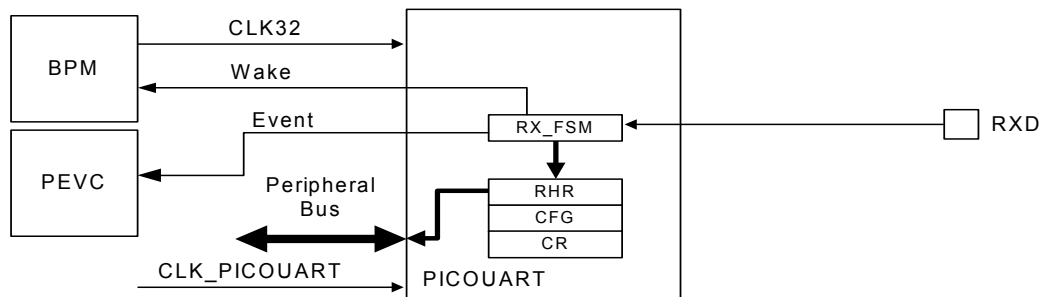 CLK32
BPM
Wake
Event
RX_FSM
RXD
PEVC
Peripheral
Bus
RHR
CFG
CR
CLK_PICOUART
PICOUART